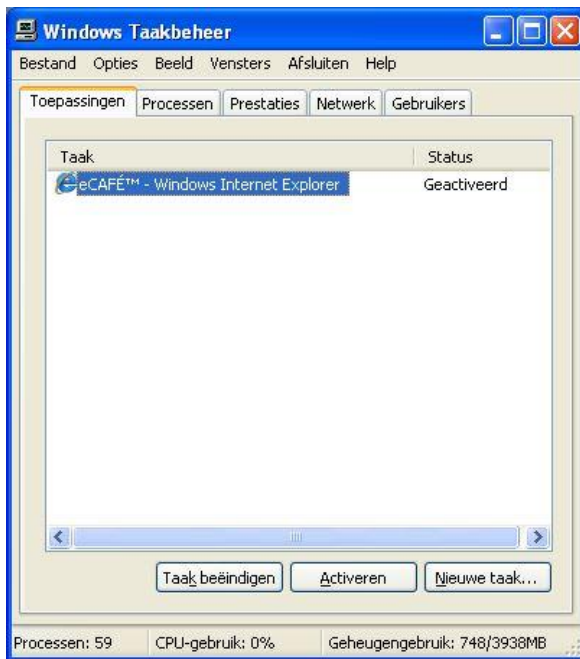 Windows Taakbeheer
Bestand Opties Beeld Vensters Afsluiten Help
Toepassingen Processen Prestaties Netwerk Gebruikers
Taak Status
eCAFÉ™ - Windows Internet Explorer Geactiveerd
Taak beëindigen Activeren Nieuwe taak...
Processen: 59 CPU-gebruik: 0% Geheugengebruik: 748/3938MB